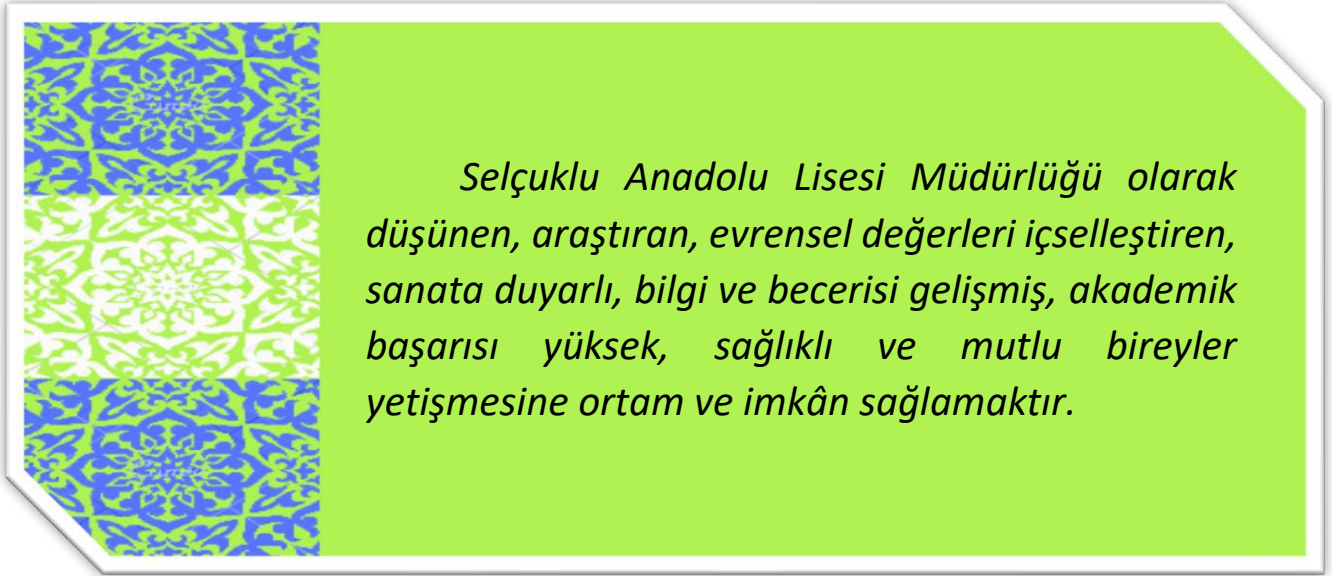 Selçuklu Anadolu Lisesi Müdürlüğü olarak
düşünen, araştıran, evrensel değerleri içselleştiren,
sanata duyarlı, bilgi ve becerisi gelişmiş, akademik
başarısı yüksek, sağlıklı ve mutlu bireyler
yetişmesine ortam ve imkân sağlamaktır.